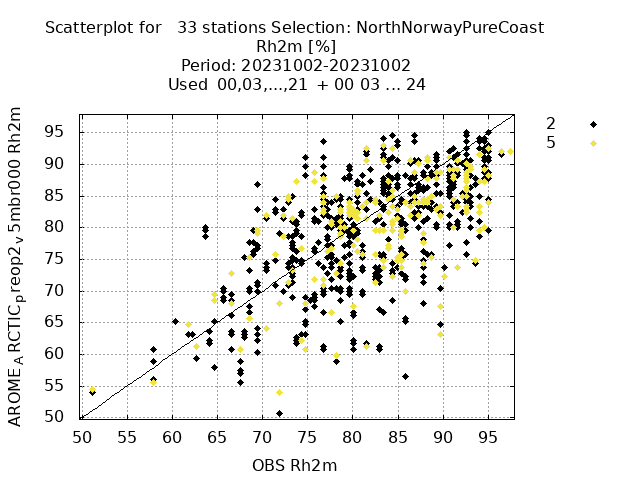 Scatterplot for 33 stations Selection: NorthNorwayPureCoast
Rh2m [%]
Period: 20231002-20231002
Used 00,03,...,21 + 00 03 ... 24
2
5
AROME_ARCTIC_preop2_v5mbr000 Rh2m
95
90
85
80
75
70
65
60
55
50
50 55 60 65 70 75 80 85 90 95
OBS Rh2m